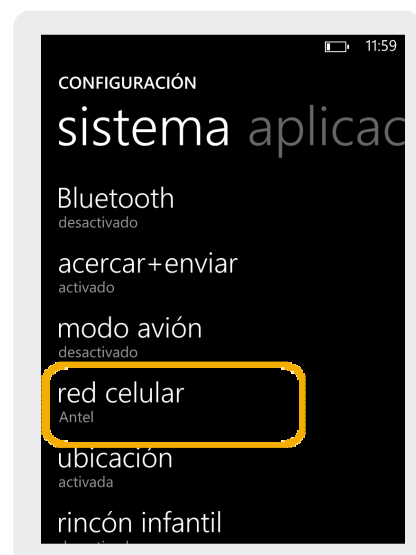 11:59
CONFIGURACIÓN
sistema aplicac
Bluetooth
desactivado
acercar+enviar
activado
modo avión
desactivado
red celular
Antel
ubicación
activada
rincón infantil